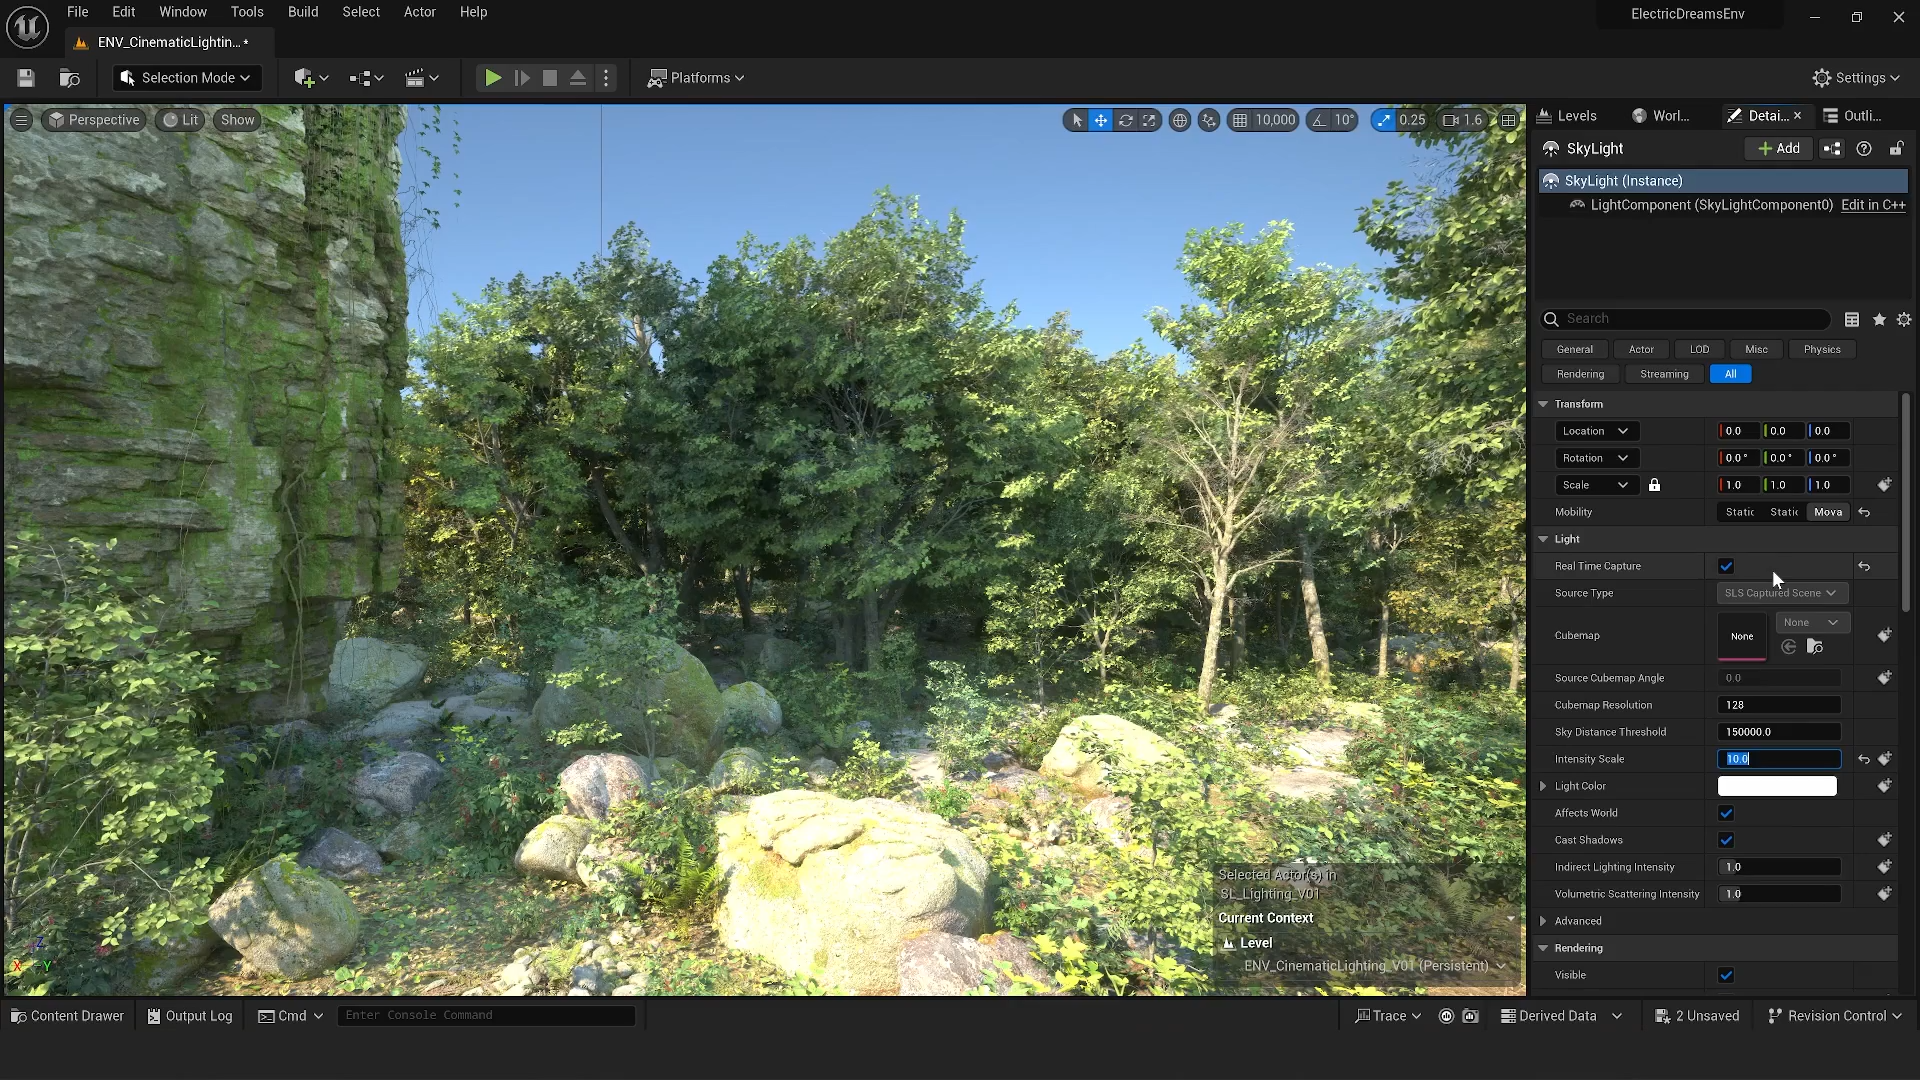 File Edit Window Tools Build Select Actor Help
ElectricDreamsEnv
ENV_CinematicLightin... •
Selection Mode
Platforms
Settings
Perspective Lit Show
10,000 10° 0.25 1.6
Levels Worl... Detai... Outli...
SkyLight
Add
SkyLight (Instance)
LightComponent (SkyLightComponent0) Edit in C++
Search
General Actor LOD Misc Physics
Rendering Streaming All
Transform
Location 0.0 0.0 0.0
Rotation 0.0° 0.0° 0.0°
Scale 1.0 1.0 1.0
Mobility Static Static Mova
Light
Real Time Capture
Source Type SLS Captured Scene
Cubemap None None
Source Cubemap Angle 0.0
Cubemap Resolution 128
Sky Distance Threshold 150000.0
Intensity Scale 10.0
Light Color
Affects World
Cast Shadows
Indirect Lighting Intensity 1.0
Volumetric Scattering Intensity 1.0
Advanced
Rendering
Visible
Selected Actor(s) in
SL_Lighting_V01
Current Context
Level
ENV_CinematicLighting_V01 (Persistent)
Z
X Y
Content Drawer Output Log Cmd Enter Console Command
Trace Derived Data 2 Unsaved Revision Control